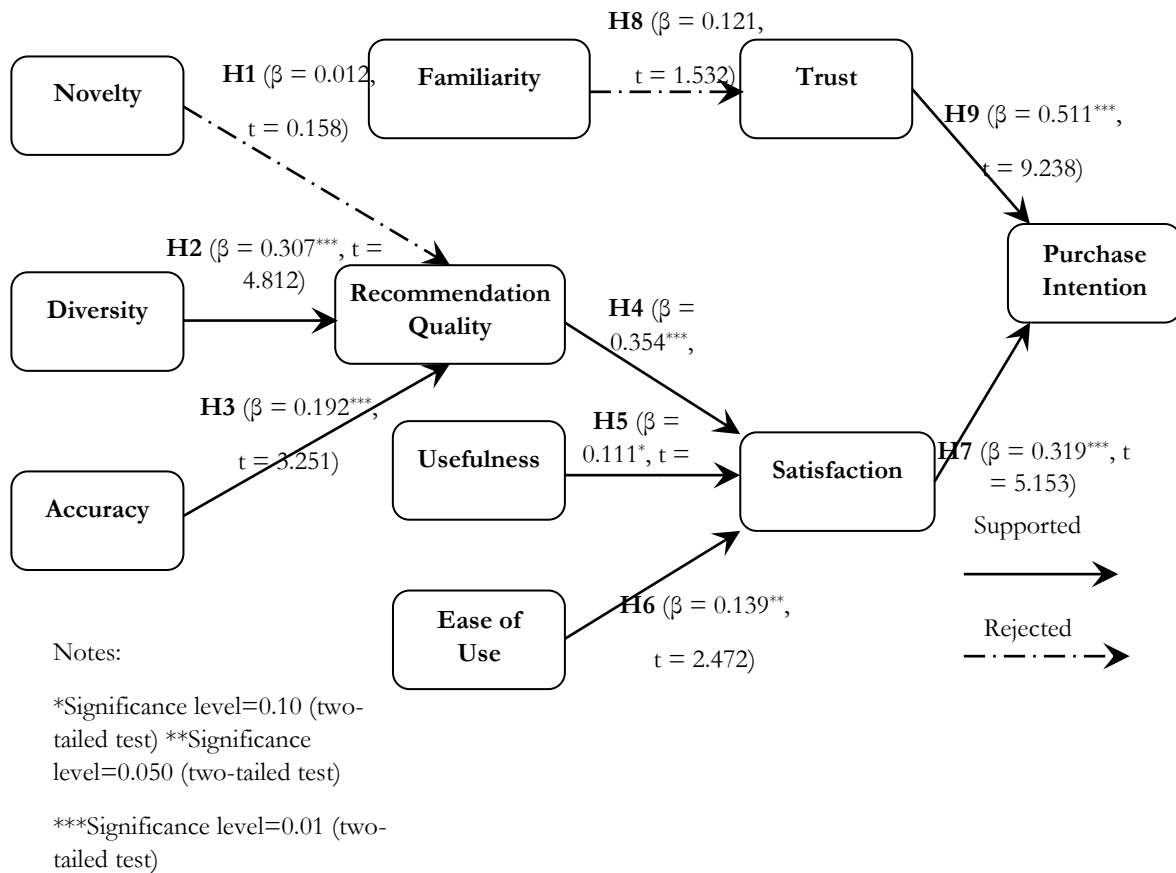 H8 (β = 0.121,
t = 1.532)
H1 (β = 0.012,
t = 0.158)
Novelty
Familiarity
Trust
H9 (β = 0.511***,
t = 9.238)
H2 (β = 0.307***, t =
4.812)
Diversity
Recommendation
Quality
Purchase
Intention
H4 (β =
0.354***,
H3 (β = 0.192***,
t = 3.251)
H5 (β =
0.111*, t =
Usefulness
Satisfaction
H7 (β = 0.319***, t
= 5.153)
Accuracy
Supported
Ease of
Use
H6 (β = 0.139**,
t = 2.472)
Rejected
Notes:
*Significance level=0.10 (two-
tailed test) **Significance
level=0.050 (two-tailed test)
***Significance level=0.01 (two-
tailed test)